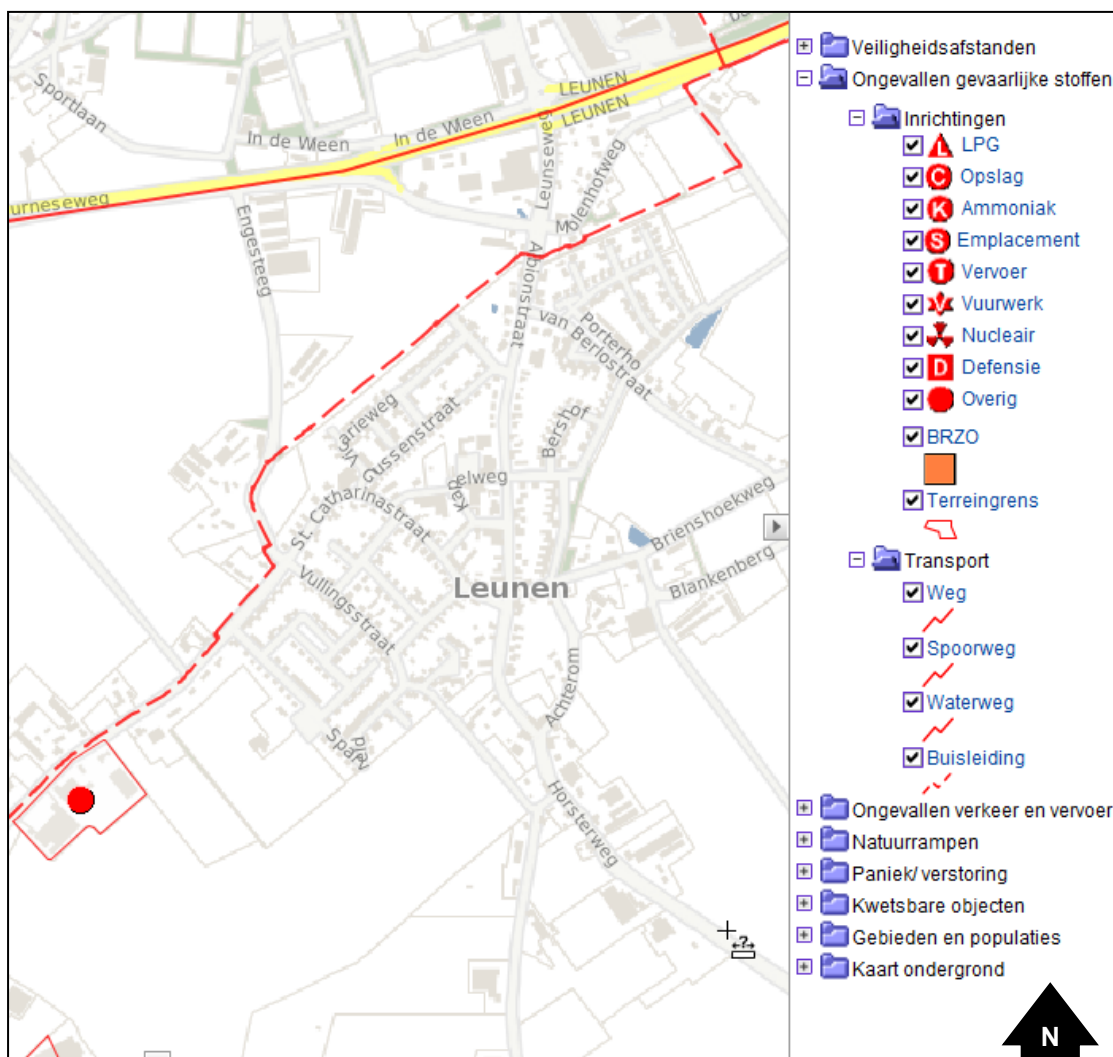 Sportlaan
In de Ween
In de Ween
LEUNEN
LEUNEN
Leunseweg
Molenhofweg
urneseweg
Engesteeg
Albionstraat
van Berlostraat
Porterho
Bershof
Vicarieweg
Gussenstraat
Kapelweg
St. Catharinastraat
Vullingsstraat
Leunen
Brienshoekweg
Blankenberg
Achterom
Sparveld
Horsterweg
Veiligheidsafstanden
Ongevallen gevaarlijke stoffen
Inrichtingen
L LPG
C Opslag
K Ammoniak
S Emplacement
T Vervoer
Vuurwerk
Nucleair
D Defensie
Overig
BRZO
Terreingrens
Transport
Weg
Spoorweg
Waterweg
Buisleiding
Ongevallen verkeer en vervoer
Natuurrampen
Paniek/ verstoring
Kwetsbare objecten
Gebieden en populaties
Kaart ondergrond
N